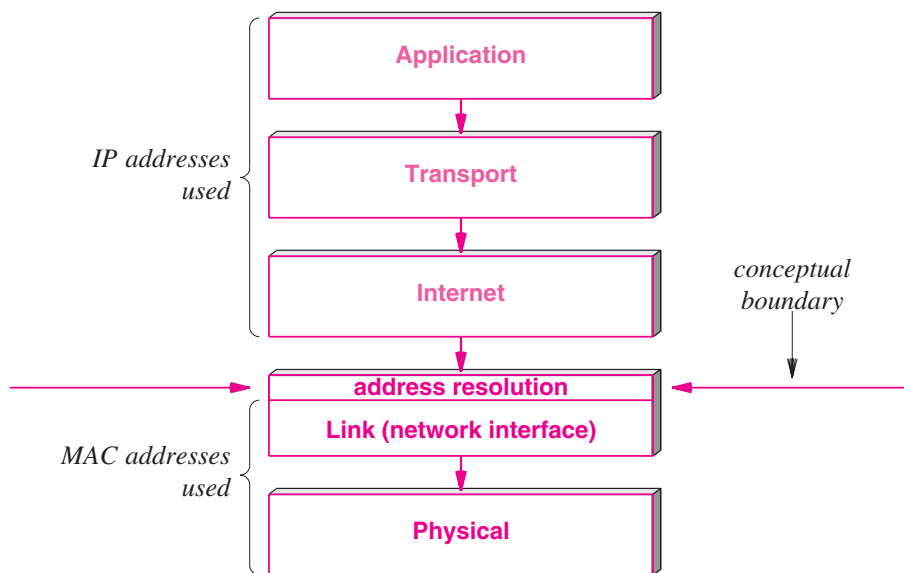 Application
IP addresses
used
Transport
Internet
conceptual
boundary
address resolution
Link (network interface)
MAC addresses
used
Physical